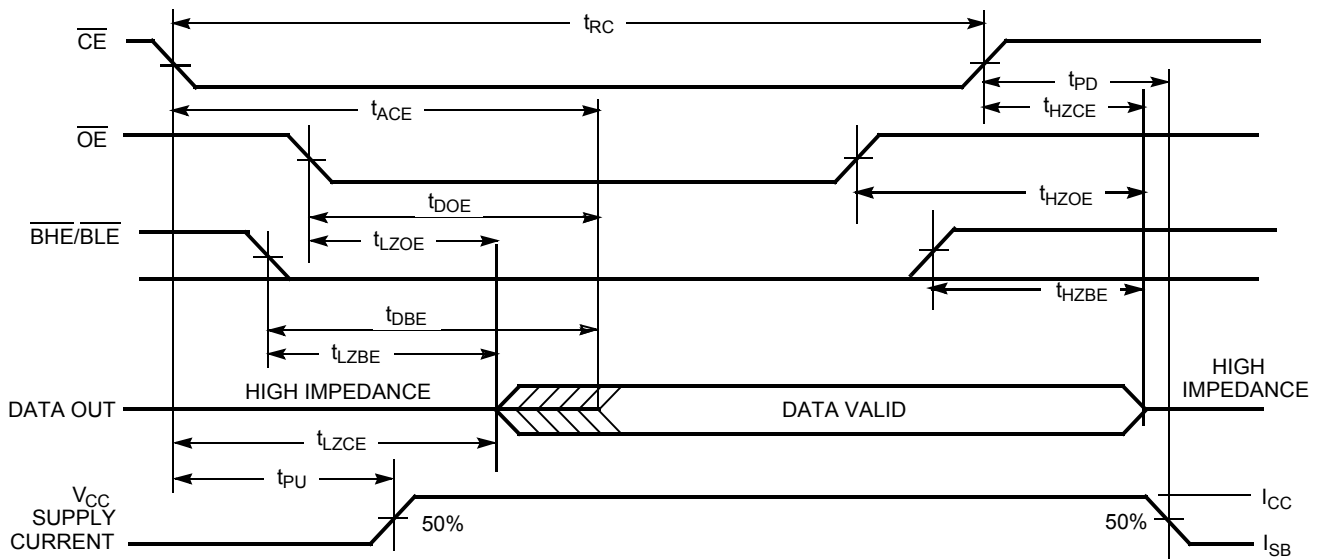 tRC
CE
tPD
tACE
tHZCE
OE
tDOE
tHZOE
BHE/BLE
tLZOE
tHZBE
tDBE
tLZBE
HIGH IMPEDANCE
HIGH
IMPEDANCE
DATA OUT
DATA VALID
tLZCE
tPU
VCC
SUPPLY
CURRENT
50%
50%
ICC
ISB